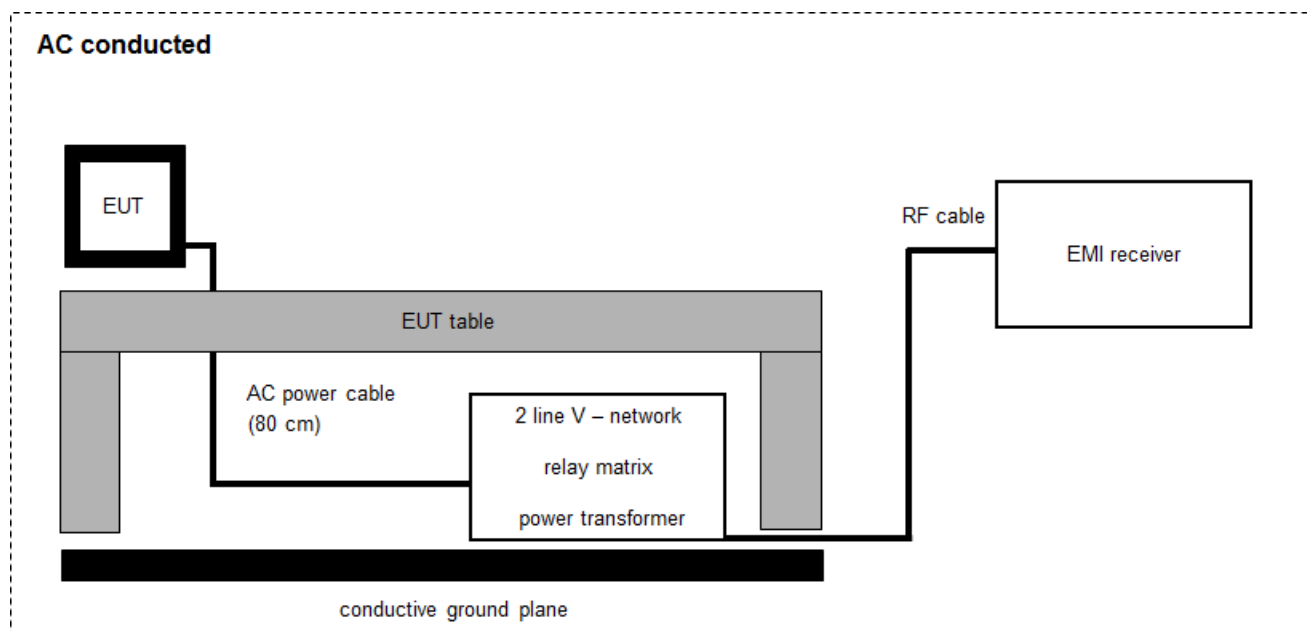 AC conducted
EUT
RF cable
EMI receiver
EUT table
AC power cable
(80 cm)
2 line V – network
relay matrix
power transformer
conductive ground plane